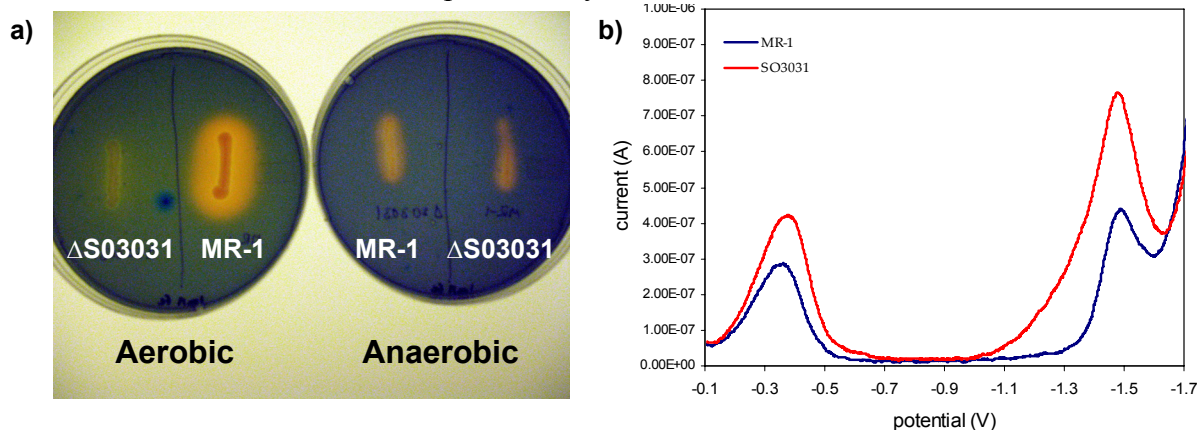 a)
ΔS03031
MR-1
MR-1
ΔS03031
Aerobic
Anaerobic
b)
MR-1
SO3031
1.00E-06
9.00E-07
8.00E-07
7.00E-07
6.00E-07
5.00E-07
4.00E-07
3.00E-07
2.00E-07
1.00E-07
0.00E+00
current (A)
-0.1
-0.3
-0.5
-0.7
-0.9
-1.1
-1.3
-1.5
-1.7
potential (V)